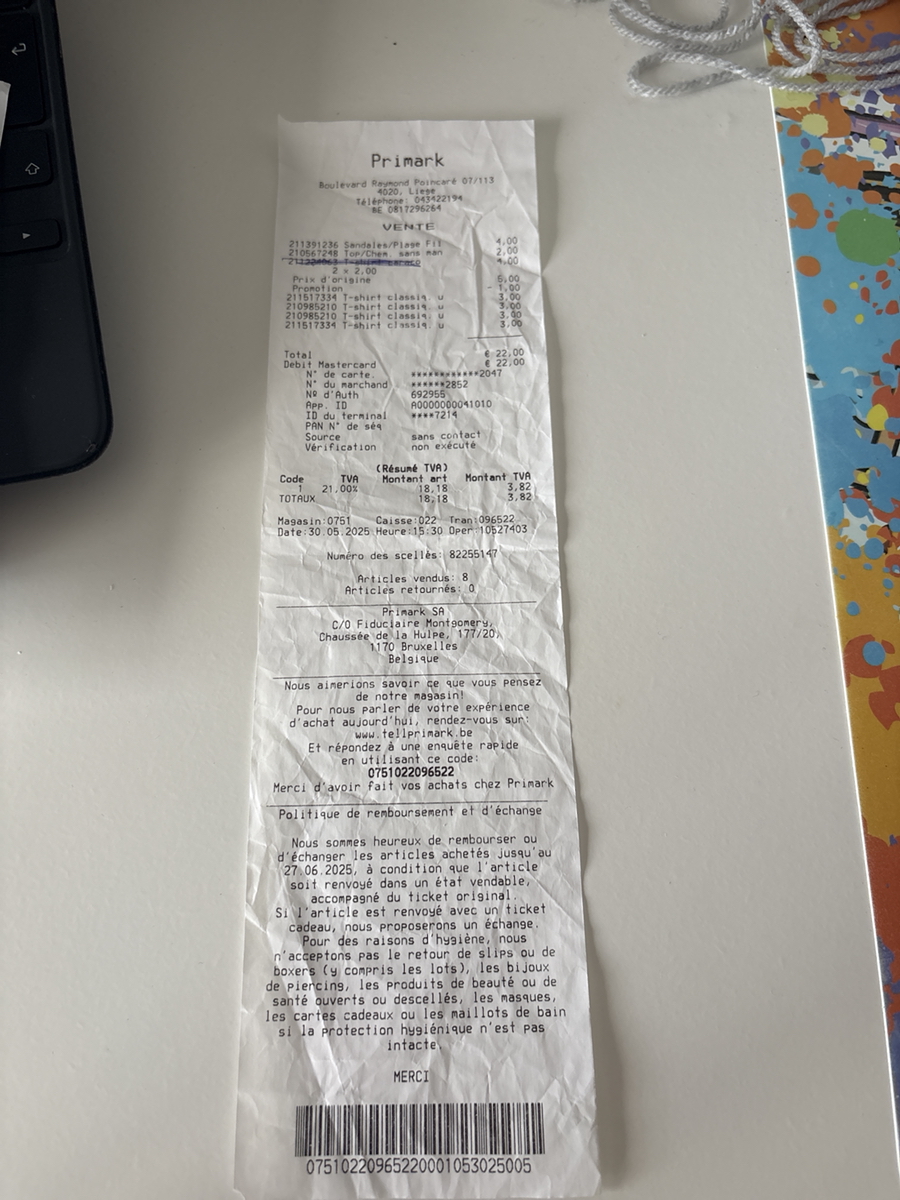 Primark
Boulevard Raymond Poincaré 07/113
4020, Liege
Téléphone: 043422194
BE 0817296264
VENTE
211391236 Sandales/Plage Fil 4,00
210567248 Top/Chem. sans man 2,00
T-shirt caraco 4,00
2 x 2,00
Prix d'origine 5,00
Promotion - 1,00
211517334 T-shirt classiq. u 3,00
210985210 T-shirt classiq. u 3,00
210985210 T-shirt classiq. u 3,00
211517334 T-shirt classiq. u 3,00
Total € 22,00
Debit Mastercard € 22,00
N° de carte. ************2047
N° du marchand ******2852
Nº d'Auth 692955
App. ID A0000000041010
ID du terminal ****7214
PAN N° de séq
Source sans contact
Vérification non exécuté
(Résumé TVA)
Code TVA Montant art Montant TVA
1 21,00% 18,18 3,82
TOTAUX 18,18 3,82
Magasin:0751 Caisse:022 Tran:096522
Date:30.05.2025 Heure:15:30 Oper:10527403
Numéro des scellés: 82255147
Articles vendus: 8
Articles retournés: 0
Primark SA
C/O Fiduciaire Montgomery,
Chaussée de la Hulpe, 177/20,
1170 Bruxelles
Belgique
Nous aimerions savoir ce que vous pensez
de notre magasin!
Pour nous parler de votre expérience
d'achat aujourd'hui, rendez-vous sur:
www.tellprimark.be
Et répondez à une enquête rapide
en utilisant ce code:
0751022096522
Merci d'avoir fait vos achats chez Primark
Politique de remboursement et d'échange
Nous sommes heureux de rembourser ou
d'échanger les articles achetés jusqu'au
27.06.2025, à condition que l'article
soit renvoyé dans un état vendable,
accompagné du ticket original.
Si l'article est renvoyé avec un ticket
cadeau, nous proposerons un échange.
Pour des raisons d'hygiène, nous
n'acceptons pas le retour de slips ou de
boxers (y compris les lots), les bijoux
de piercing, les produits de beauté ou de
santé ouverts ou descellés, les masques,
les cartes cadeaux ou les maillots de bain
si la protection hygiénique n'est pas
intacte.
MERCI
07510220965220001053025005